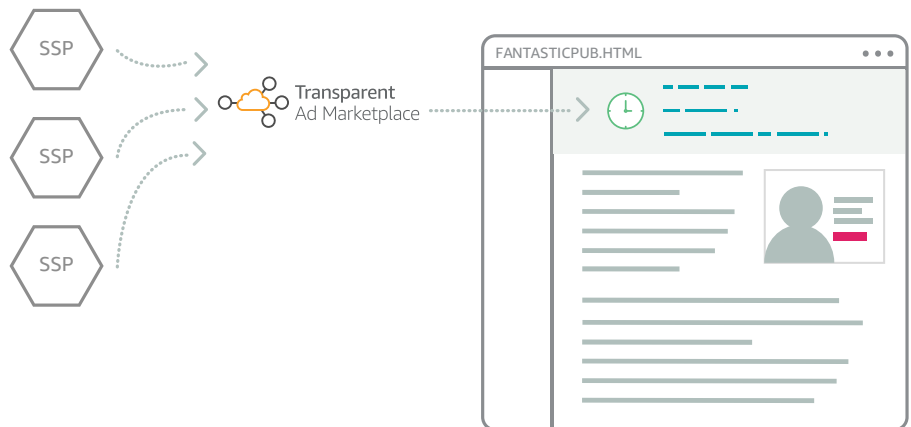 SSP
SSP
SSP
Transparent
Ad Marketplace
FANTASTICPUB.HTML